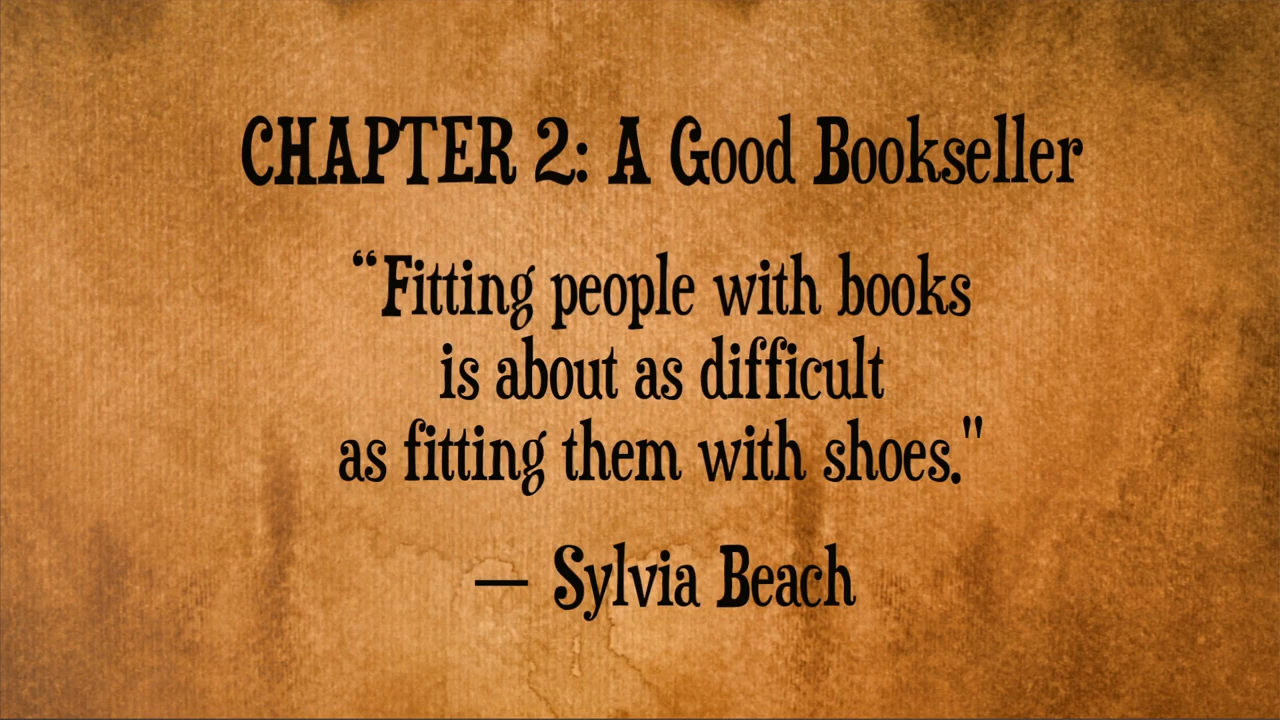 CHAPTER 2: A Good Bookseller
“Fitting people with books
is about as difficult
as fitting them with shoes."
— Sylvia Beach